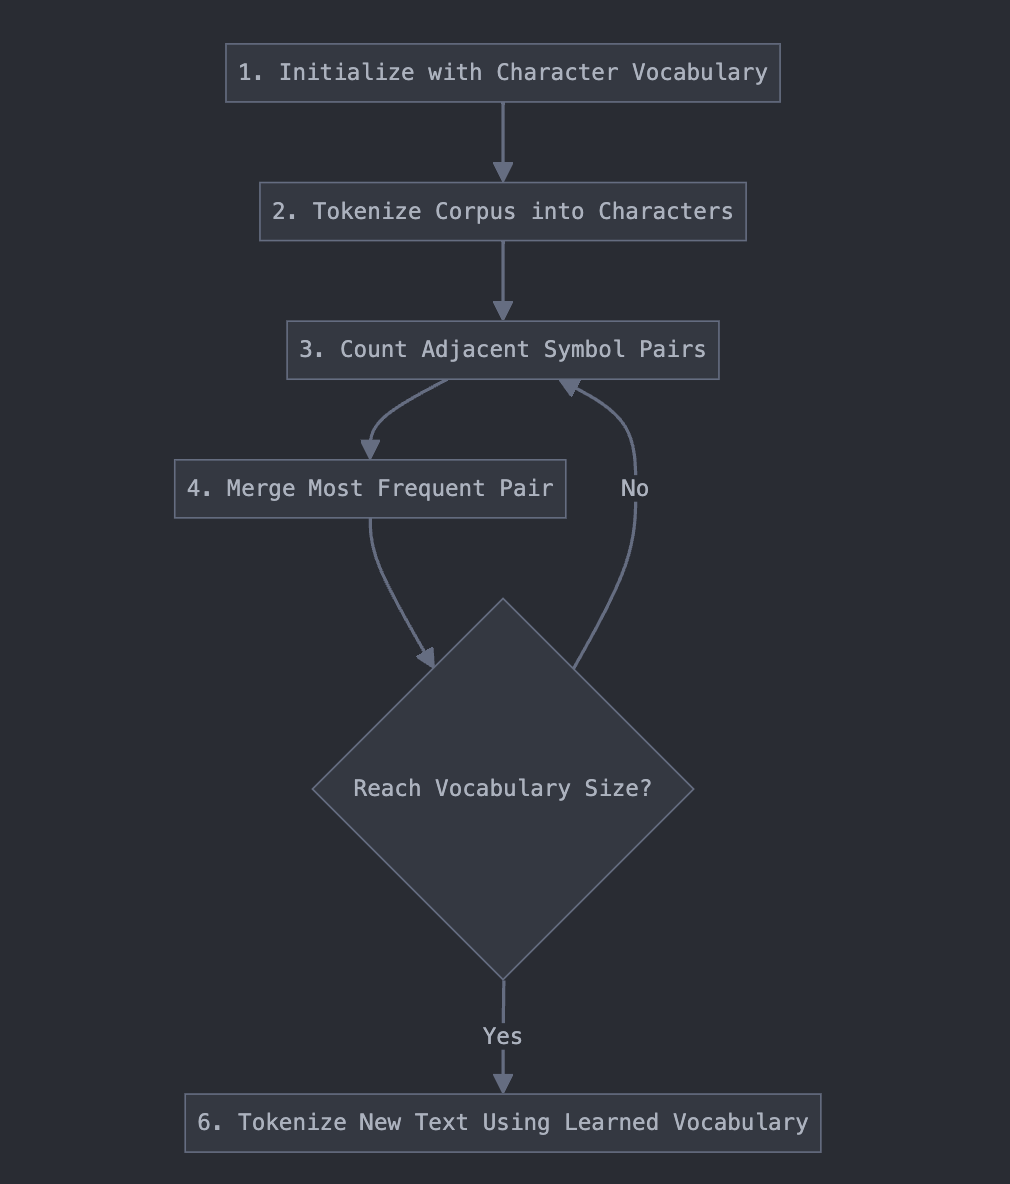 1. Initialize with Character Vocabulary
2. Tokenize Corpus into Characters
3. Count Adjacent Symbol Pairs
4. Merge Most Frequent Pair
No
Reach Vocabulary Size?
Yes
6. Tokenize New Text Using Learned Vocabulary